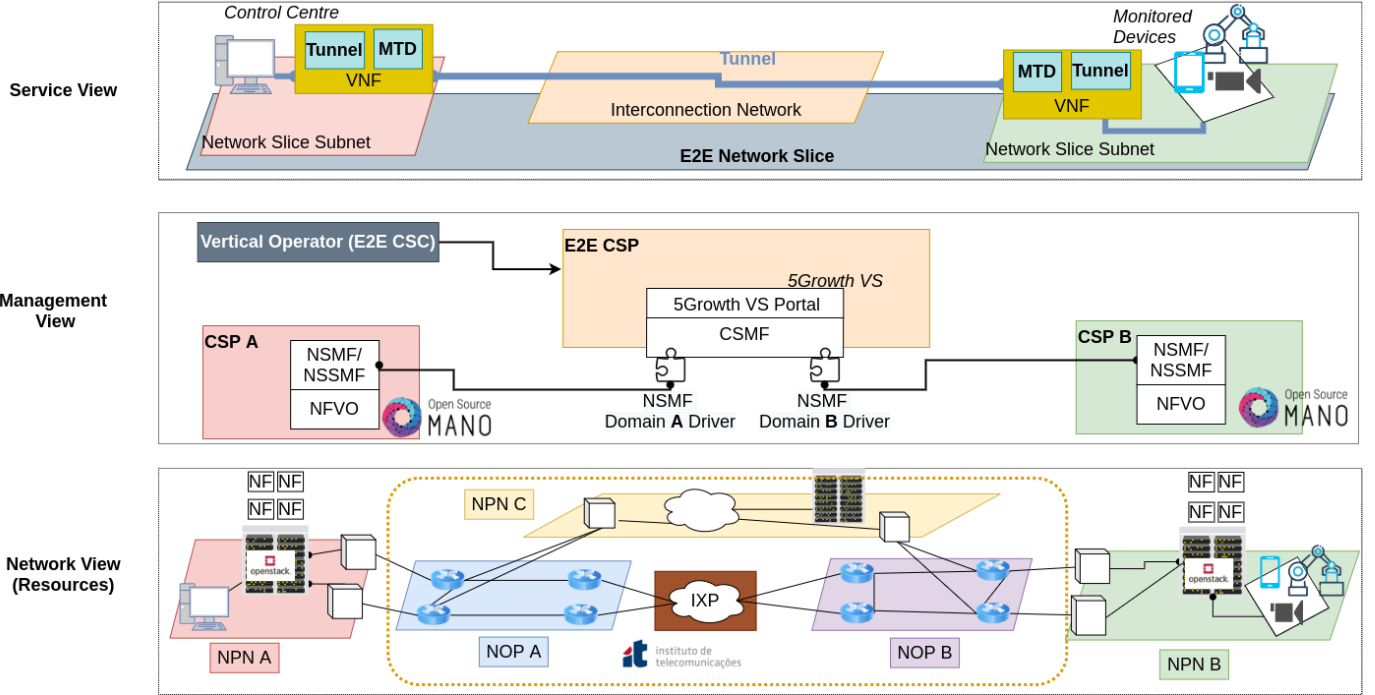 Service View
Control Centre
Tunnel
MTD
VNF
Network Slice Subnet
Tunnel
Interconnection Network
E2E Network Slice
Monitored
Devices
MTD
Tunnel
VNF
Network Slice Subnet
Management
View
Vertical Operator (E2E CSC)
E2E CSP
5Growth VS
5Growth VS Portal
CSMF
CSP A
NSMF/
NSSMF
NFVO
Open Source
MANO
NSMF
Domain A Driver
NSMF
Domain B Driver
CSP B
NSMF/
NSSMF
NFVO
Open Source
MANO
Network View
(Resources)
NF NF
NF NF
openstack.
NPN A
NPN C
NOP A
IXP
instituto de
telecomunicações
NOP B
NF NF
NF NF
openstack.
NPN B